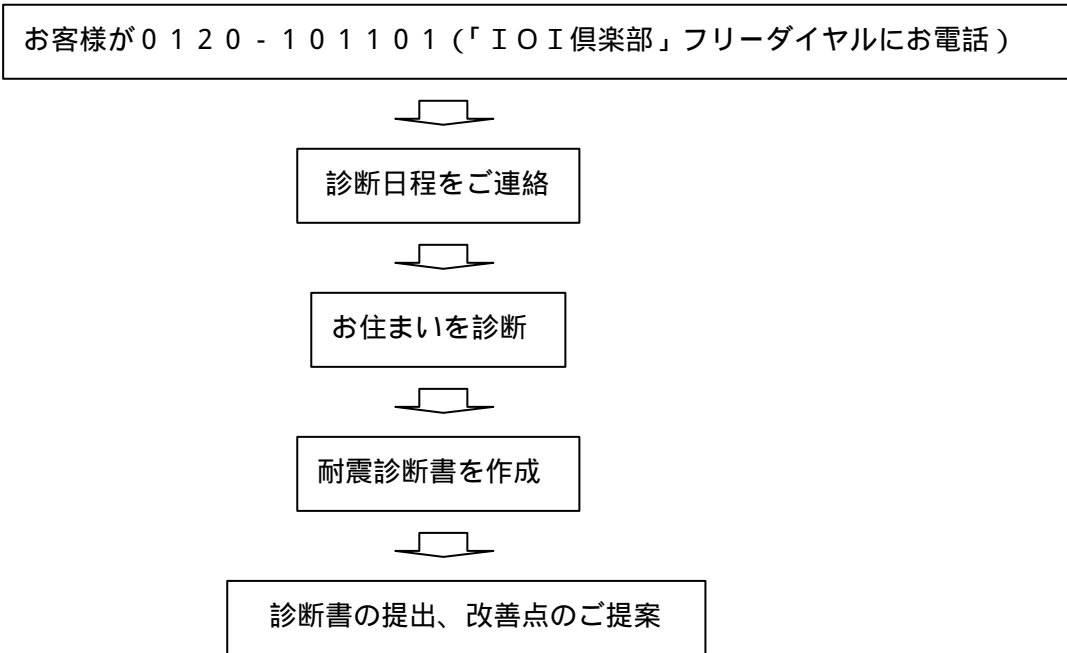 お客様が０１２０-１０１１０１(「ＩＯＩ倶楽部」フリーダイヤルにお電話)
診断日程をご連絡
お住まいを診断
耐震診断書を作成
診断書の提出、改善点のご提案